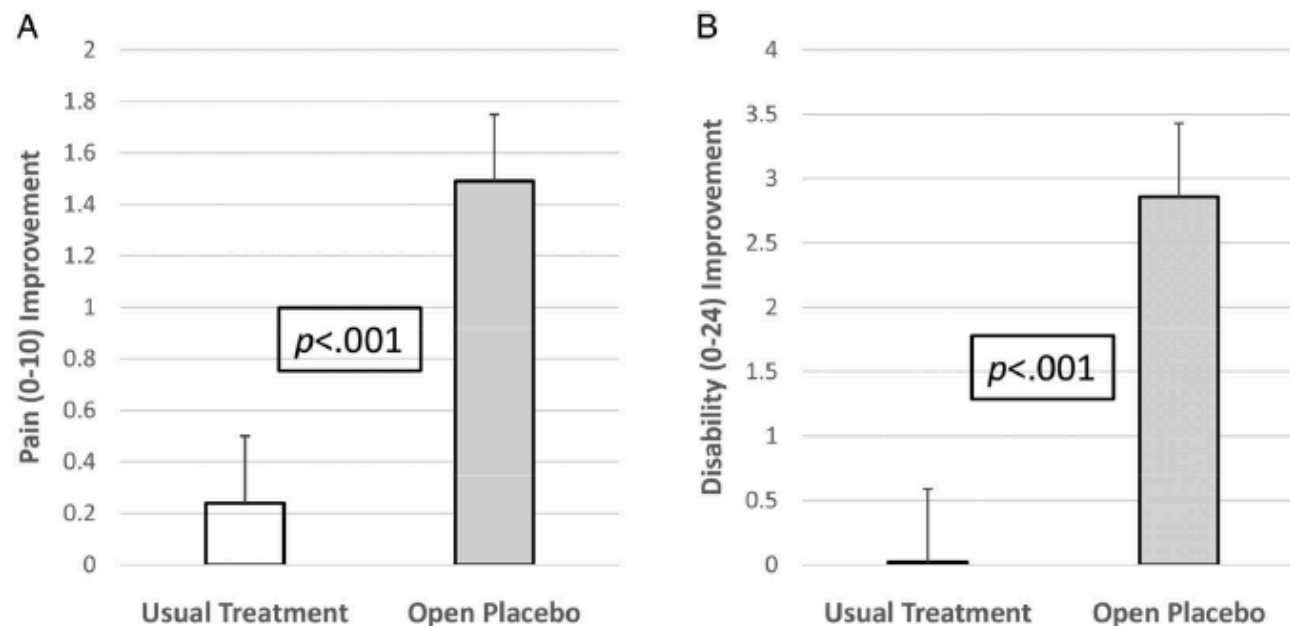 A
Pain (0-10) Improvement
2
1.8
1.6
1.4
1.2
1
0.8
0.6
0.4
0.2
0
p<.001
Usual Treatment
Open Placebo
B
Disability (0-24) Improvement
4
3.5
3
2.5
2
1.5
1
0.5
0
p<.001
Usual Treatment
Open Placebo